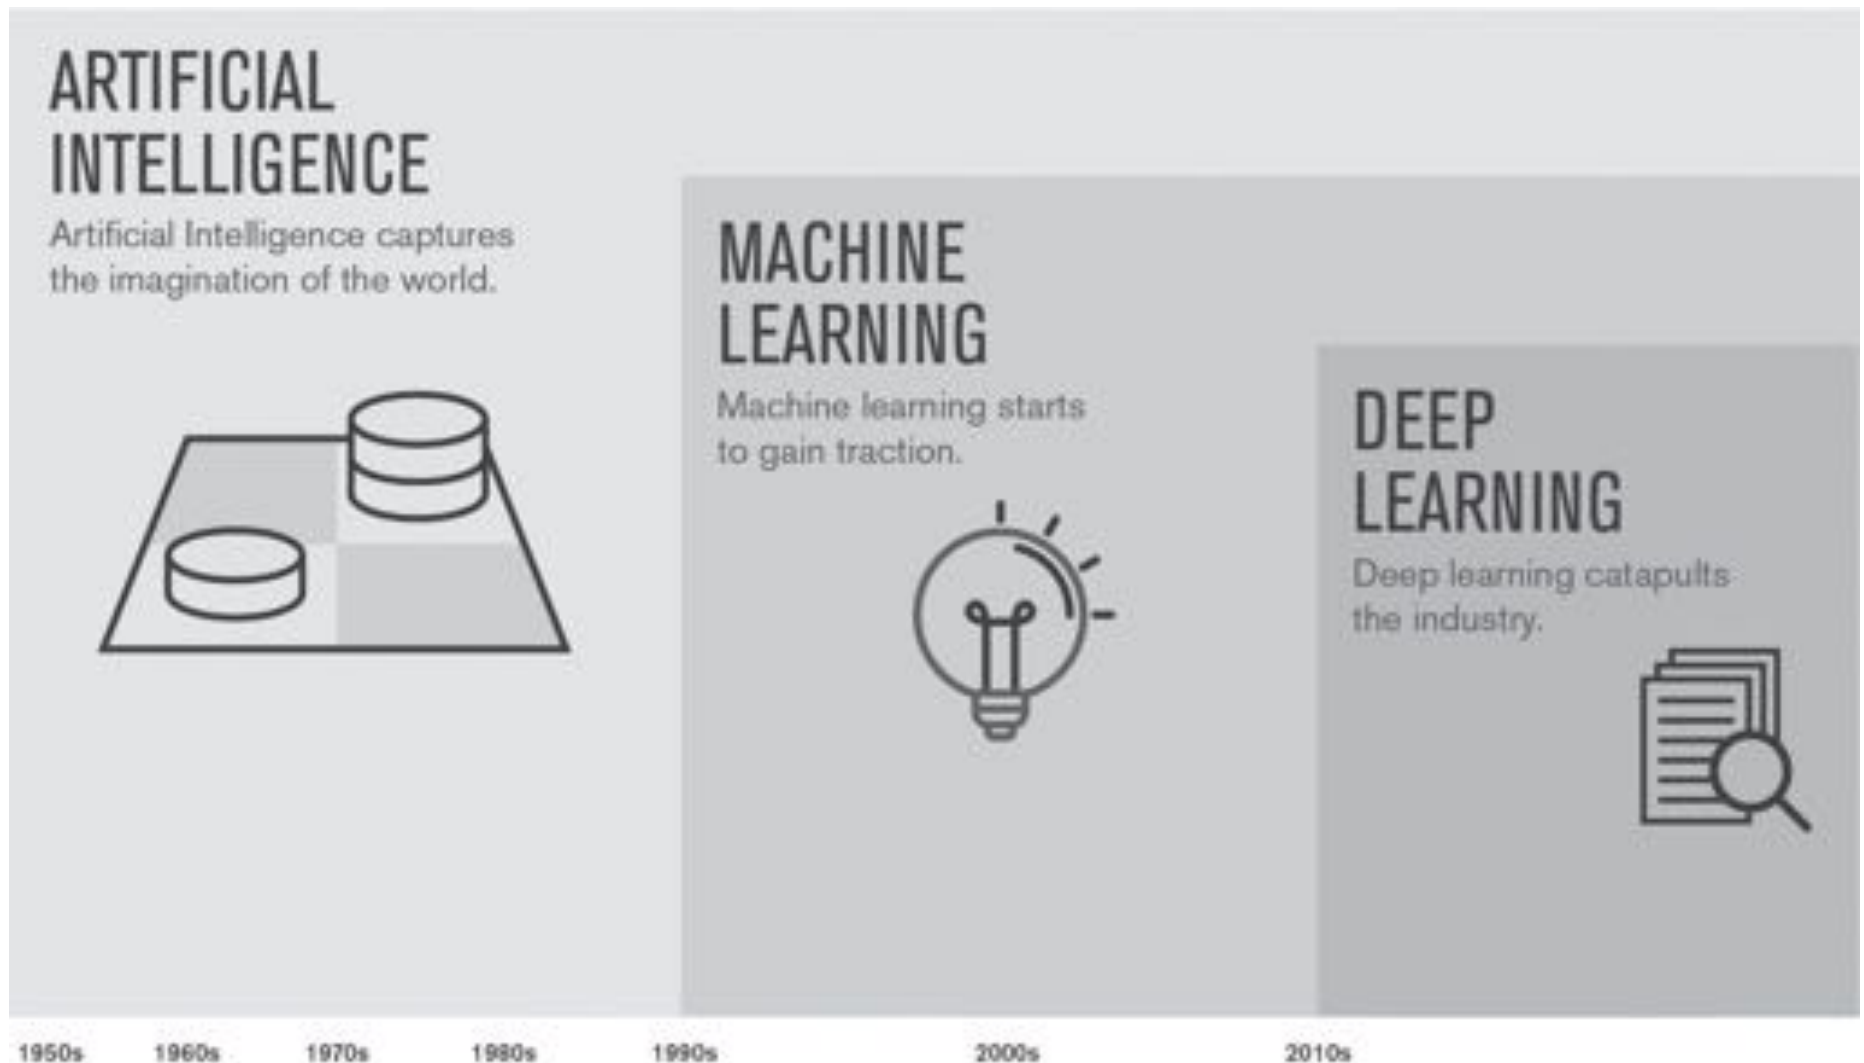 ARTIFICIAL
INTELLIGENCE
Artificial Intelligence captures
the imagination of the world.
MACHINE
LEARNING
Machine learning starts
to gain traction.
DEEP
LEARNING
Deep learning catapults
the industry.
1950s 1960s 1970s 1980s 1990s 2000s 2010s